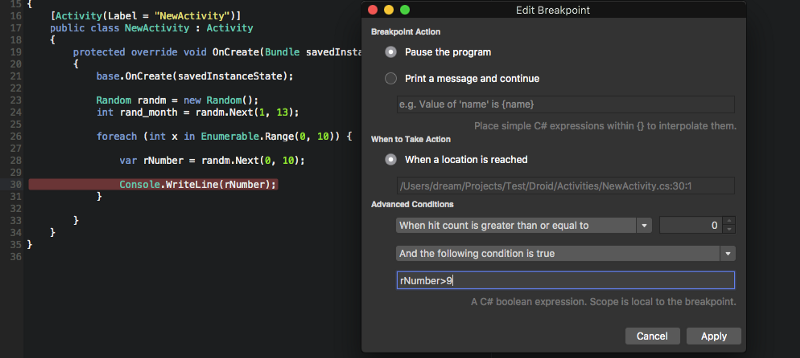 15 {
16 [Activity(Label = "NewActivity")]
17 public class NewActivity : Activity
18 {
19 protected override void OnCreate(Bundle savedInsta
20 {
21 base.OnCreate(savedInstanceState);
22
23 Random randm = new Random();
24 int rand_month = randm.Next(1, 13);
25
26 foreach (int x in Enumerable.Range(0, 10)) {
27
28 var rNumber = randm.Next(0, 10);
29
30 Console.WriteLine(rNumber);
31 }
32
33 }
34 }
35 }
36
Edit Breakpoint
Breakpoint Action
Pause the program
Print a message and continue
e.g. Value of 'name' is {name}
Place simple C# expressions within {} to interpolate them.
When to Take Action
When a location is reached
/Users/dream/Projects/Test/Droid/Activities/NewActivity.cs:30:1
Advanced Conditions
When hit count is greater than or equal to 0
And the following condition is true
rNumber>9
A C# boolean expression. Scope is local to the breakpoint.
Cancel Apply